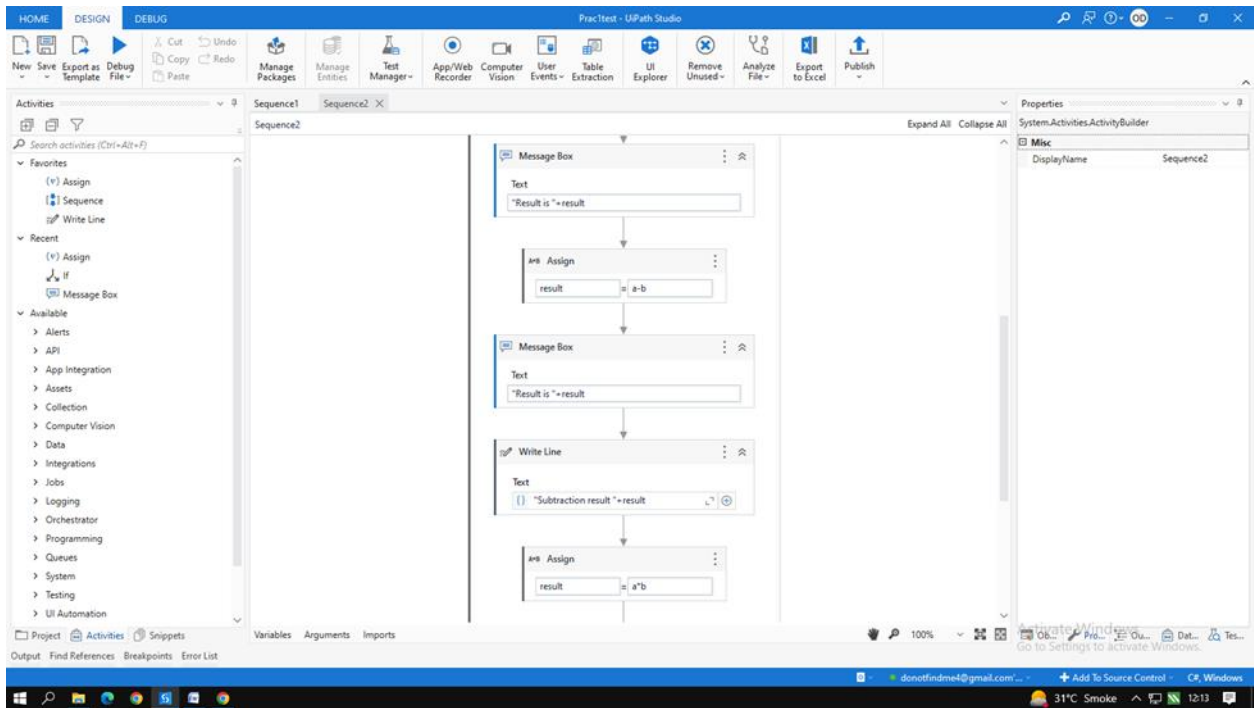 HOME DESIGN DEBUG Prac1test - UiPath Studio OD
Cut Undo
Copy Redo
Paste
New Save Export as Template Debug File Manage Packages Manage Entities Test Manager App/Web Recorder Computer Vision User Events Table Extraction UI Explorer Remove Unused Analyze File Export to Excel Publish
Activities
Search activities (Ctrl+Alt+F)
Favorites
Assign
Sequence
Write Line
Recent
Assign
If
Message Box
Available
Alerts
API
App Integration
Assets
Collection
Computer Vision
Data
Integrations
Jobs
Logging
Orchestrator
Programming
Queues
System
Testing
UI Automation
Project Activities Snippets
Sequence1 Sequence2
Sequence2 Expand All Collapse All
Message Box
Text
"Result is "+result
A*B Assign
result = a-b
Message Box
Text
"Result is "+result
Write Line
Text
"Subtraction result "+result
A*B Assign
result = a*b
Variables Arguments Imports 100%
Properties
System.Activities.ActivityBuilder
Misc
DisplayName Sequence2
Ob... Pro... Ou... Dat... Tes...
Activate Windows
Go to Settings to activate Windows.
Output Find References Breakpoints Error List
donotfindme4@gmail.com'... Add To Source Control C#, Windows
31°C Smoke 12:13